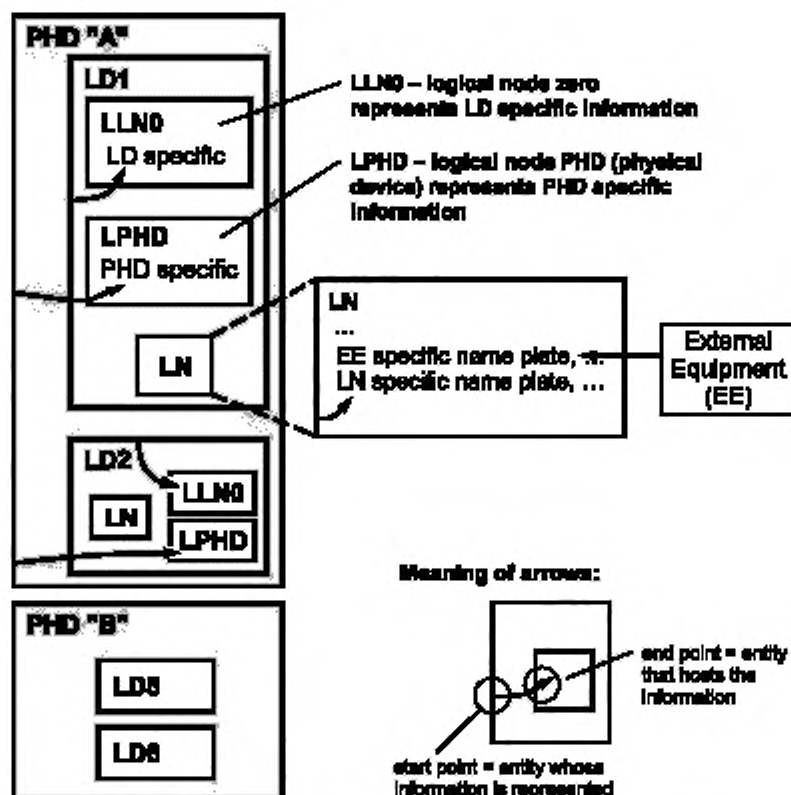 PHD "A"
LD1
LLN0
LD specific
LLN0 – logical node zero
represents LD specific information
LPHD – logical node PHD (physical
device) represents PHD specific
information
LPHD
PHD specific
LN
LN
...
EE specific name plate, ...
LN specific name plate, ...
External
Equipment
(EE)
LD2
LLN0
LN
LPHD
Meaning of arrows:
end point = entity
that hosts the
information
start point = entity whose
information is represented
PHD "B"
LD5
LD6